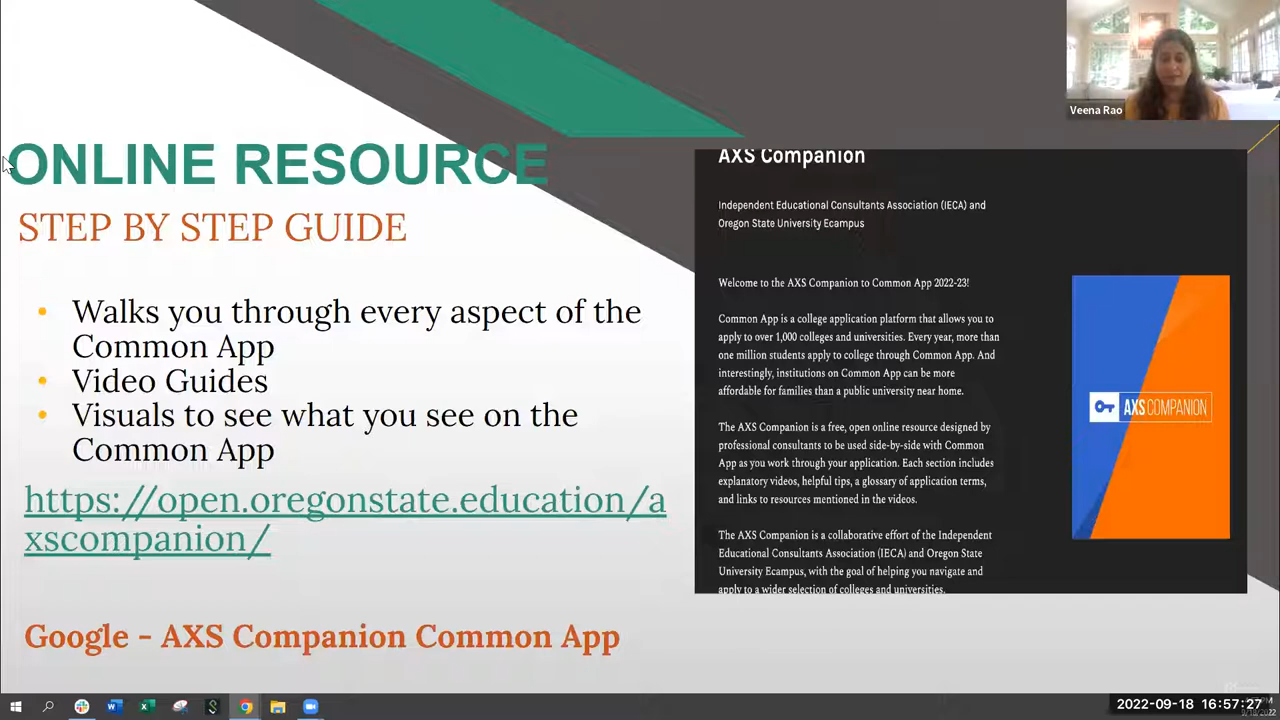 Veena Rao
ONLINE RESOURCE
STEP BY STEP GUIDE
• Walks you through every aspect of the
Common App
• Video Guides
• Visuals to see what you see on the
Common App
https://open.oregonstate.education/a
xscompanion/
Google - AXS Companion Common App
AXS Companion
Independent Educational Consultants Association (IECA) and
Oregon State University Ecampus
Welcome to the AXS Companion to Common App 2022-23!
Common App is a college application platform that allows you to
apply to over 1,000 colleges and universities. Every year, more than
one million students apply to college through Common App. And
interestingly, institutions on Common App can be more
affordable for families than a public university near home.
The AXS Companion is a free, open online resource designed by
professional consultants to be used side-by-side with Common
App as you work through your application. Each section includes
explanatory videos, helpful tips, a glossary of application terms,
and links to resources mentioned in the videos.
The AXS Companion is a collaborative effort of the Independent
Educational Consultants Association (IECA) and Oregon State
University Ecampus, with the goal of helping you navigate and
apply to a wider selection of colleges and universities.
AXS COMPANION
2022-09-18 16:57:27